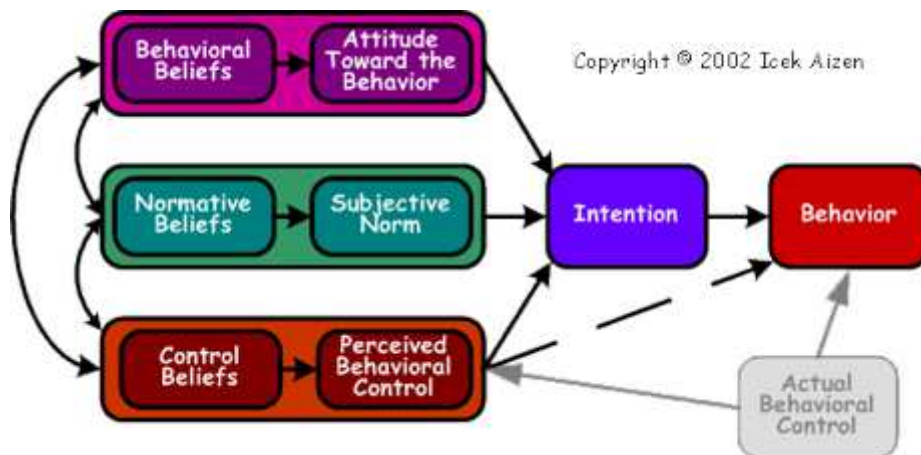 Behavioral
Beliefs
Attitude
Toward the
Behavior
Copyright © 2002 Icek Aizen
Normative
Beliefs
Subjective
Norm
Intention
Behavior
Control
Beliefs
Perceived
Behavioral
Control
Actual
Behavioral
Control